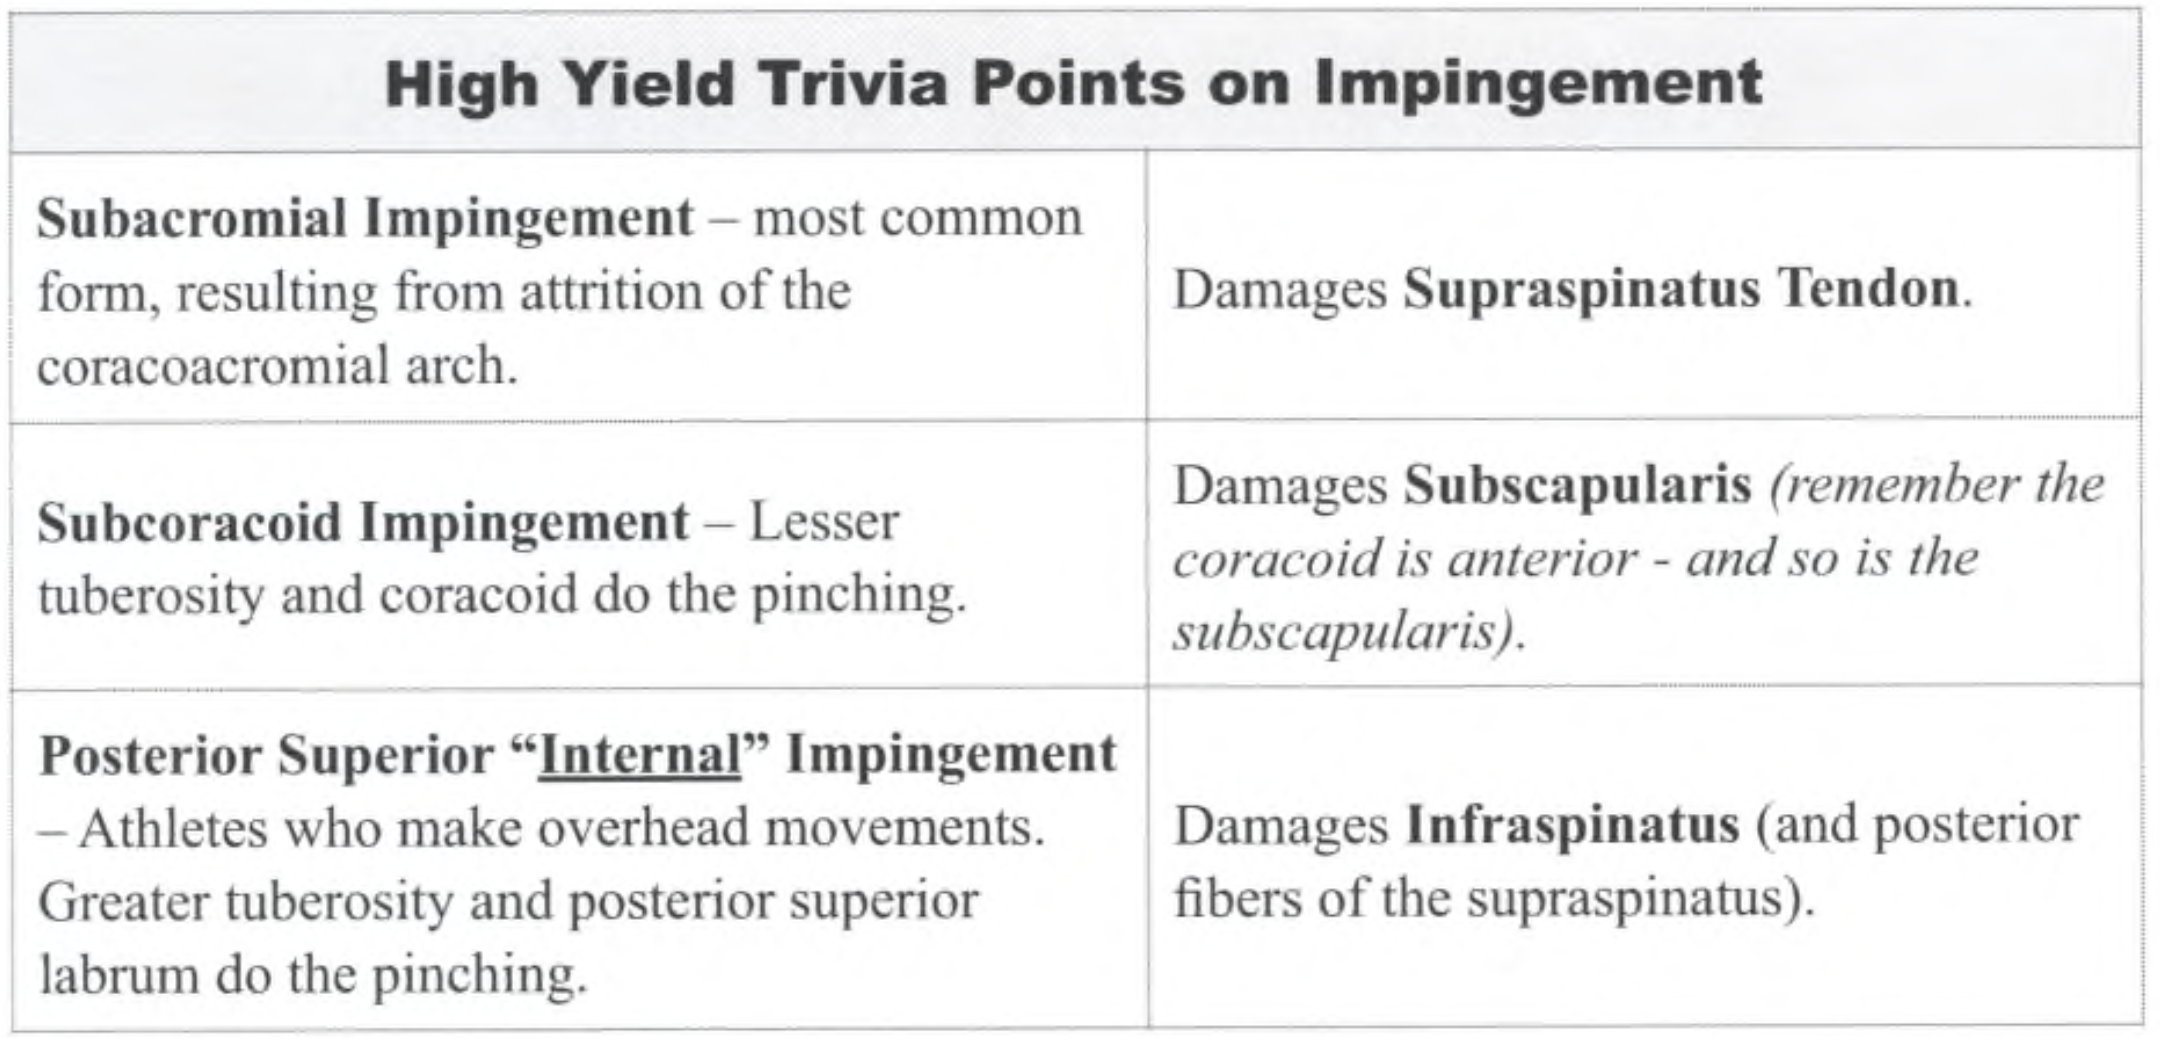 High Yield Trivia Points on Impingement
Subacromial Impingement – most common
form, resulting from attrition of the
coracoacromial arch.
Damages Supraspinatus Tendon.
Subcoracoid Impingement – Lesser
tuberosity and coracoid do the pinching.
Damages Subscapularis (remember the
coracoid is anterior - and so is the
subscapularis).
Posterior Superior “Internal” Impingement
– Athletes who make overhead movements.
Greater tuberosity and posterior superior
labrum do the pinching.
Damages Infraspinatus (and posterior
fibers of the supraspinatus).